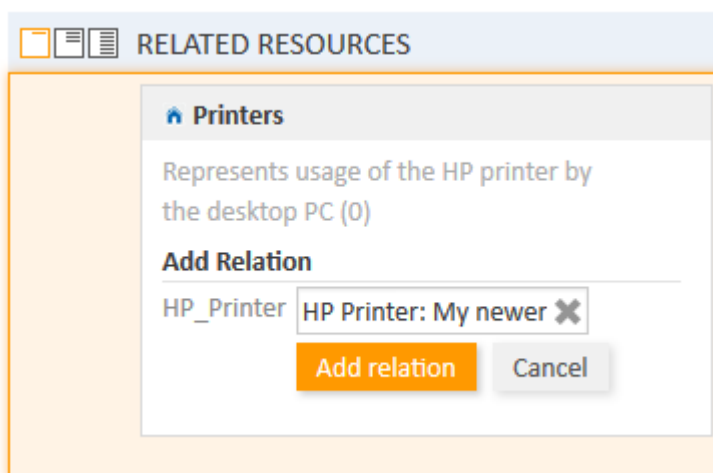 RELATED RESOURCES
Printers
Represents usage of the HP printer by
the desktop PC (0)
Add Relation
HP_Printer HP Printer: My newer
Add relation Cancel